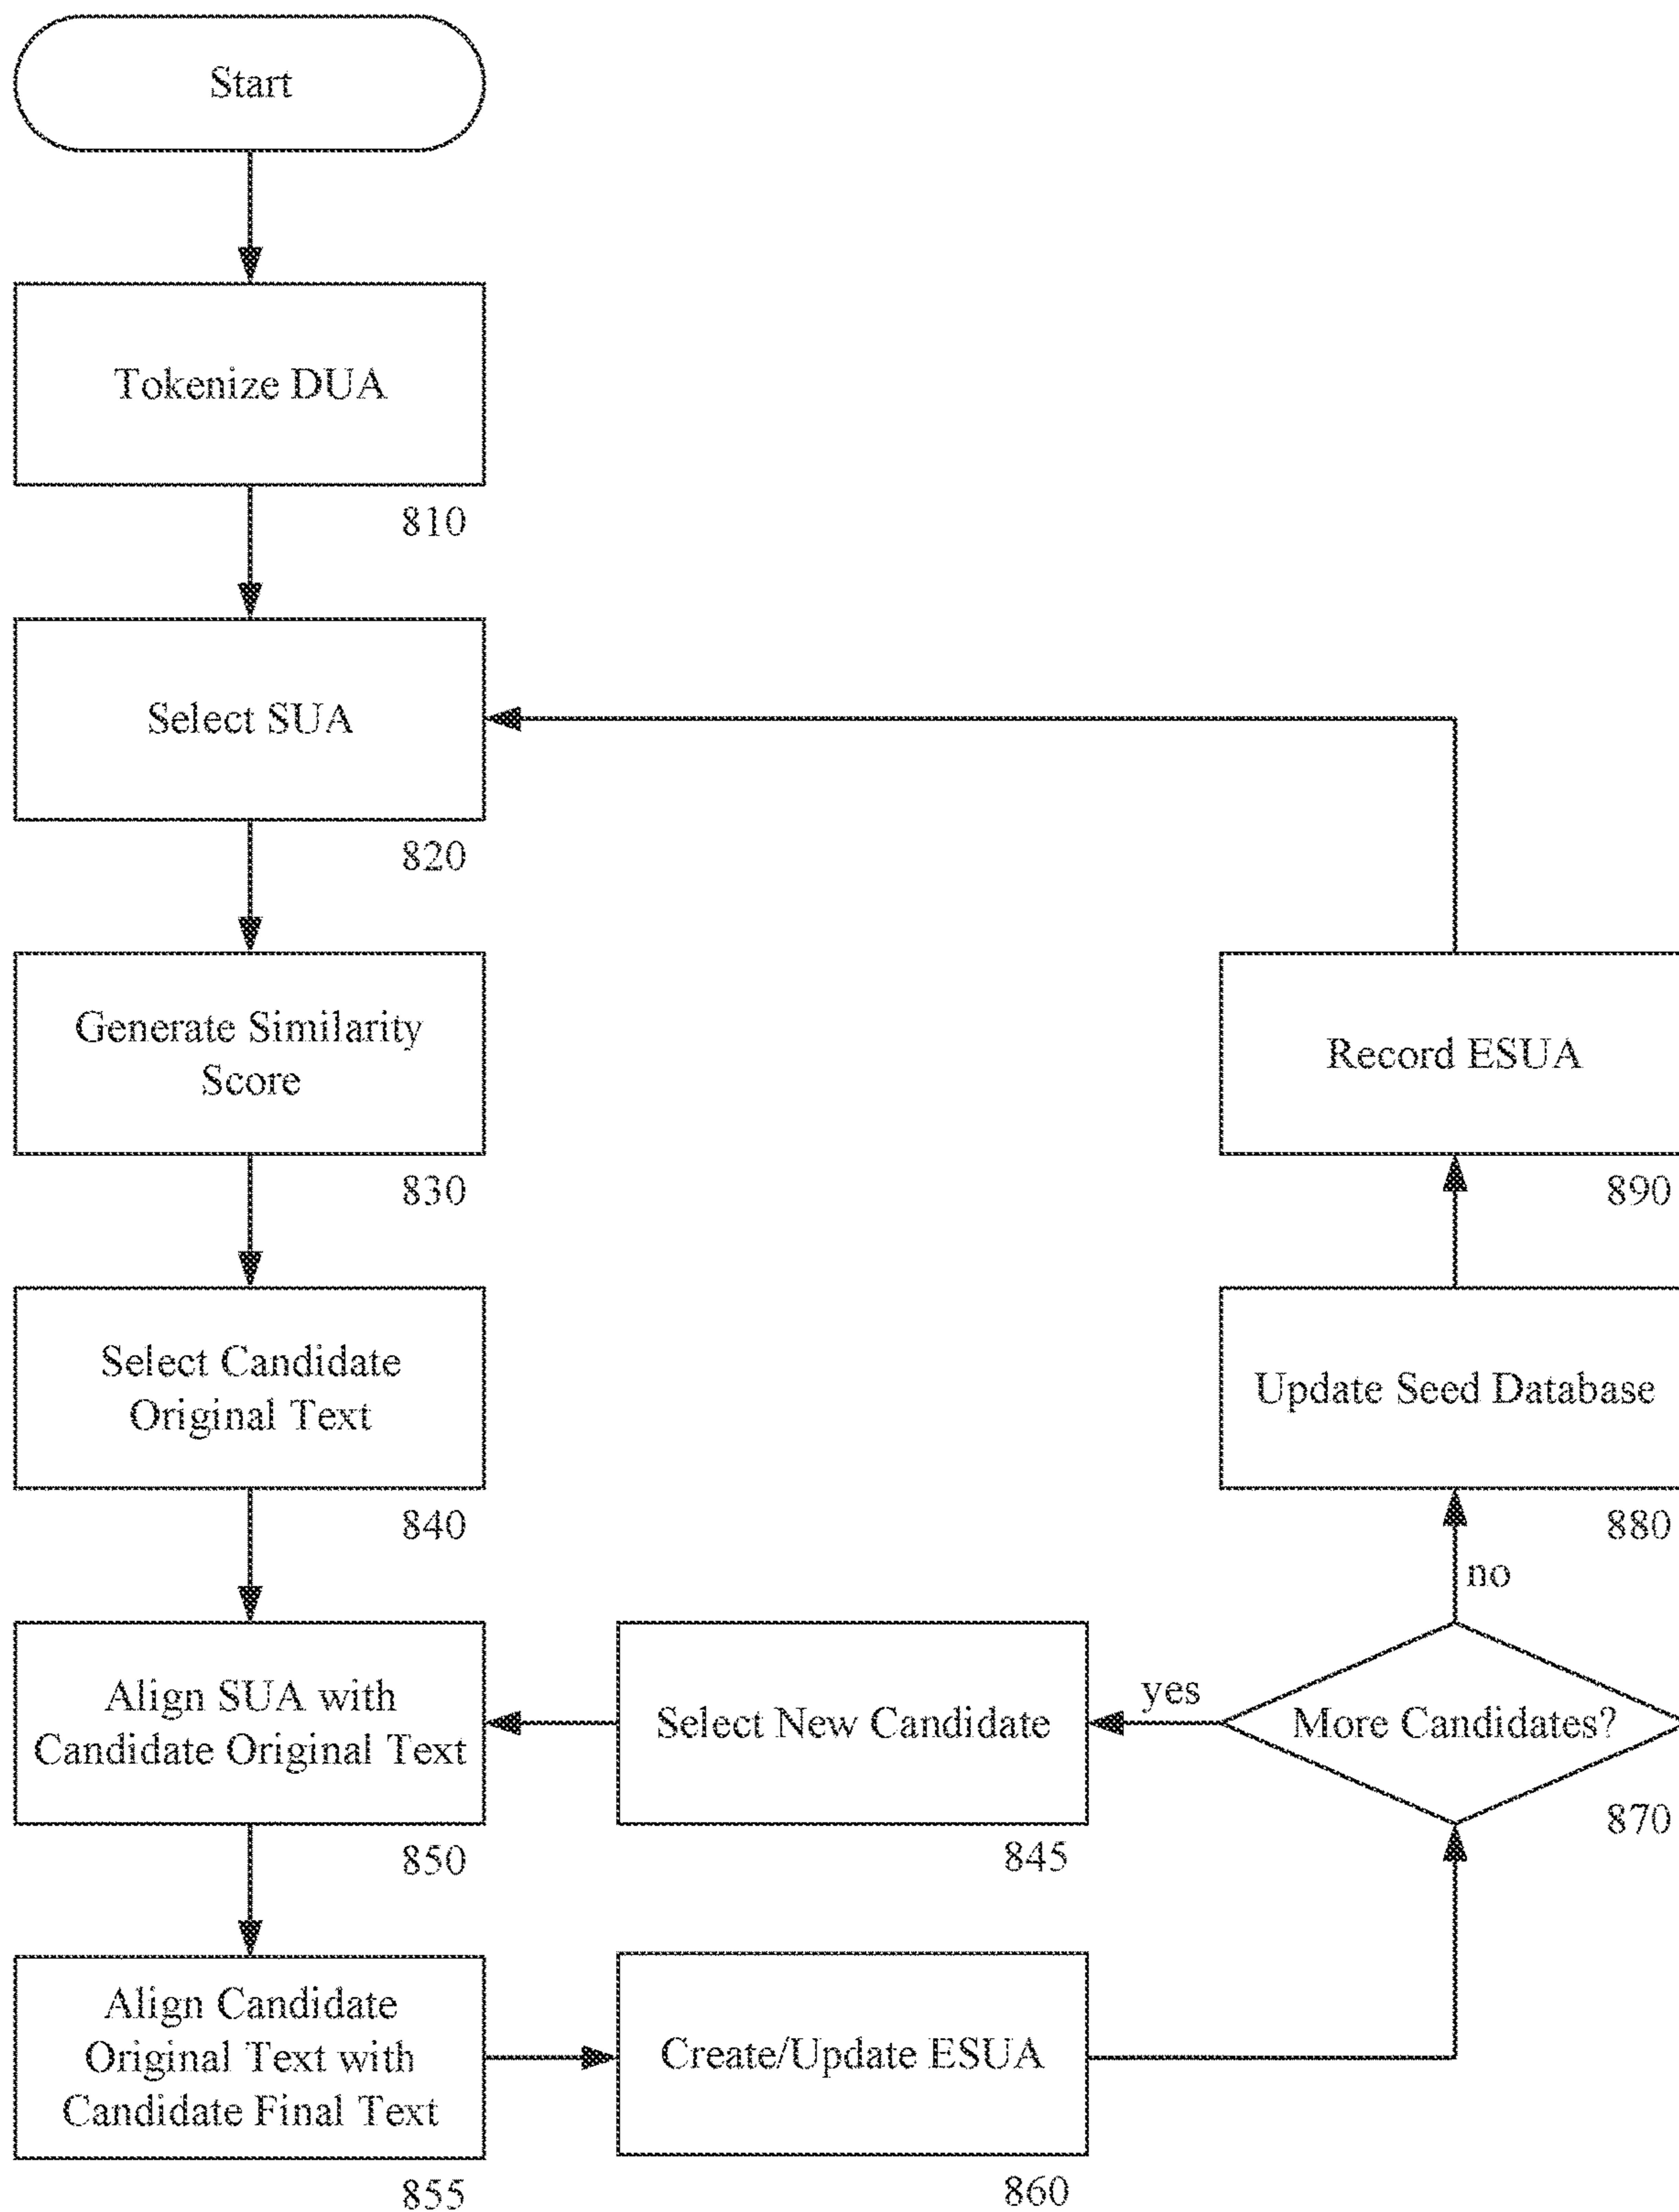 Start
Tokenize DUA
810
Select SUA
820
Generate Similarity
Score
830
Record ESUA
890
Select Candidate
Original Text
840
Update Seed Database
880
no
Align SUA with
Candidate Original Text
850
Select New Candidate
845
yes
More Candidates?
870
Align Candidate
Original Text with
Candidate Final Text
855
Create/Update ESUA
860